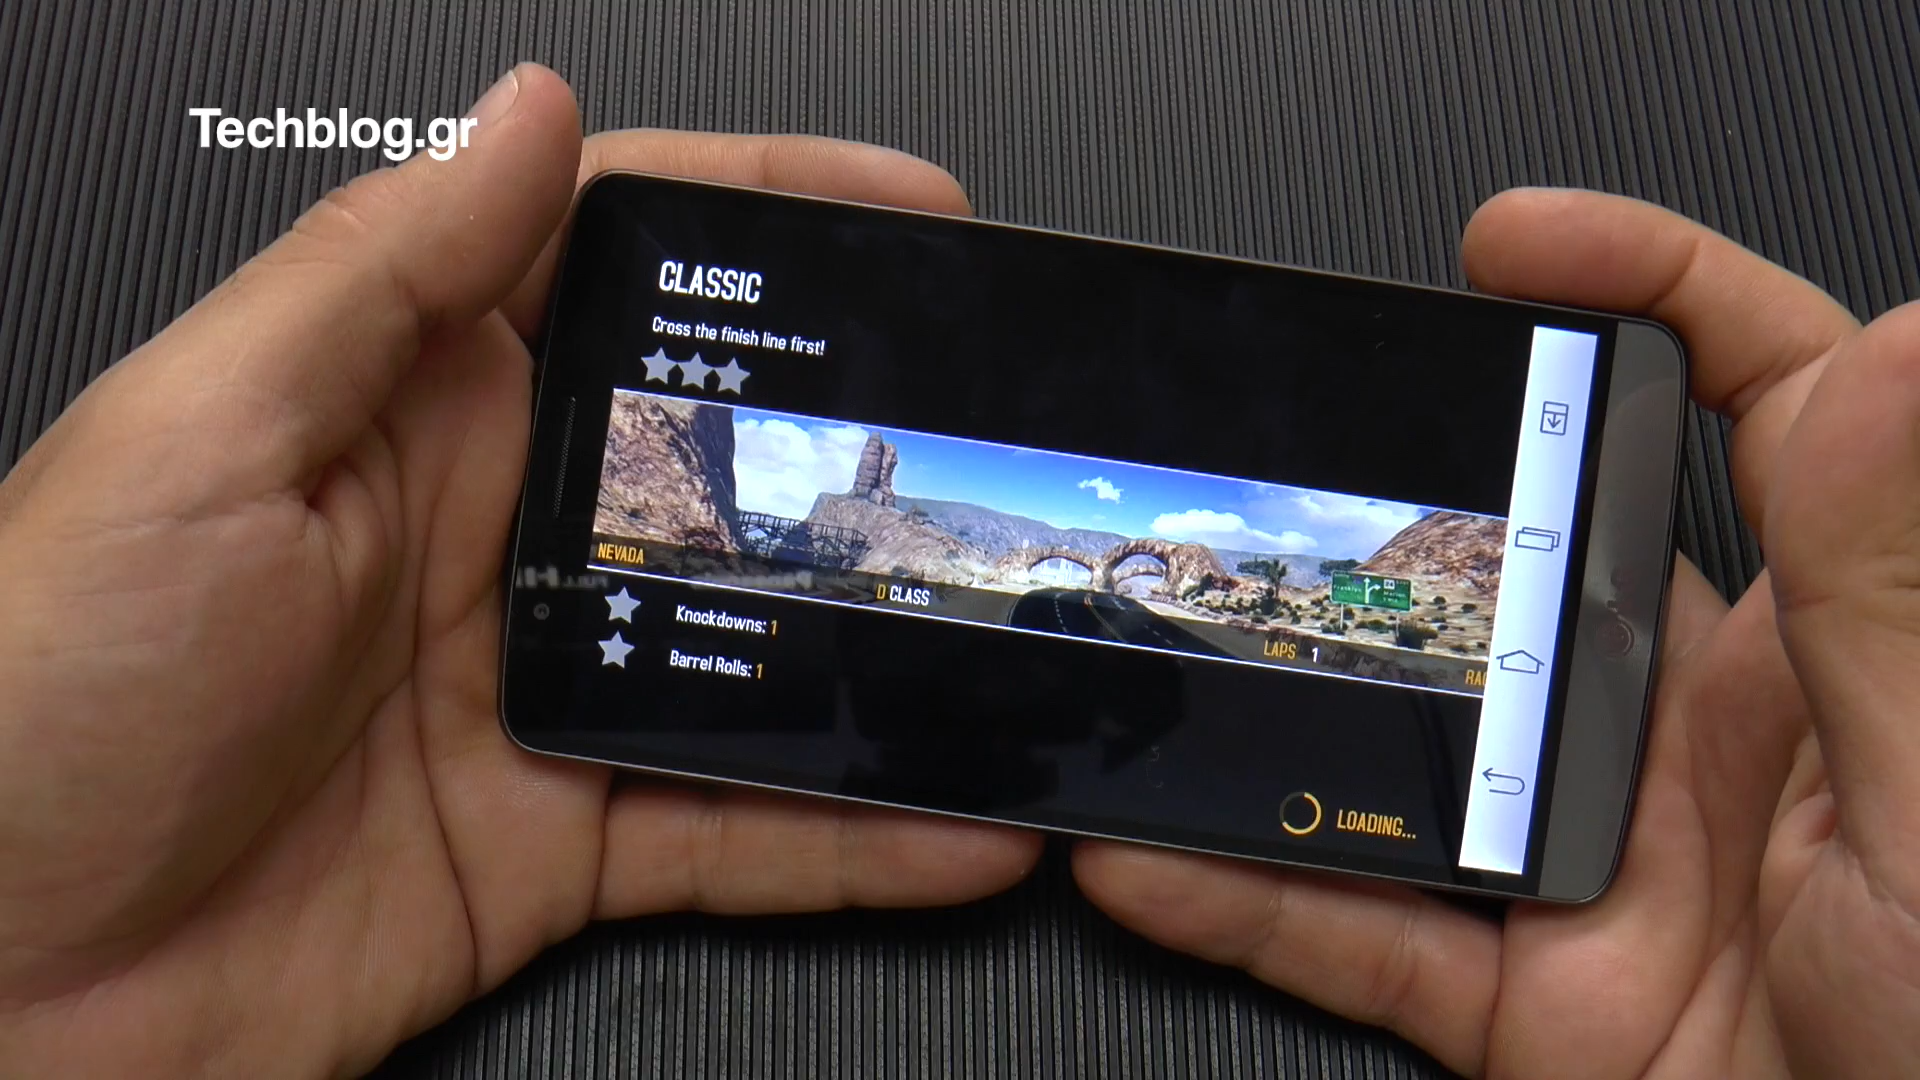 Techblog.gr
CLASSIC
Cross the finish line first!
NEVADA
D CLASS
LAPS 1
Knockdowns: 1
Barrel Rolls: 1
LOADING...